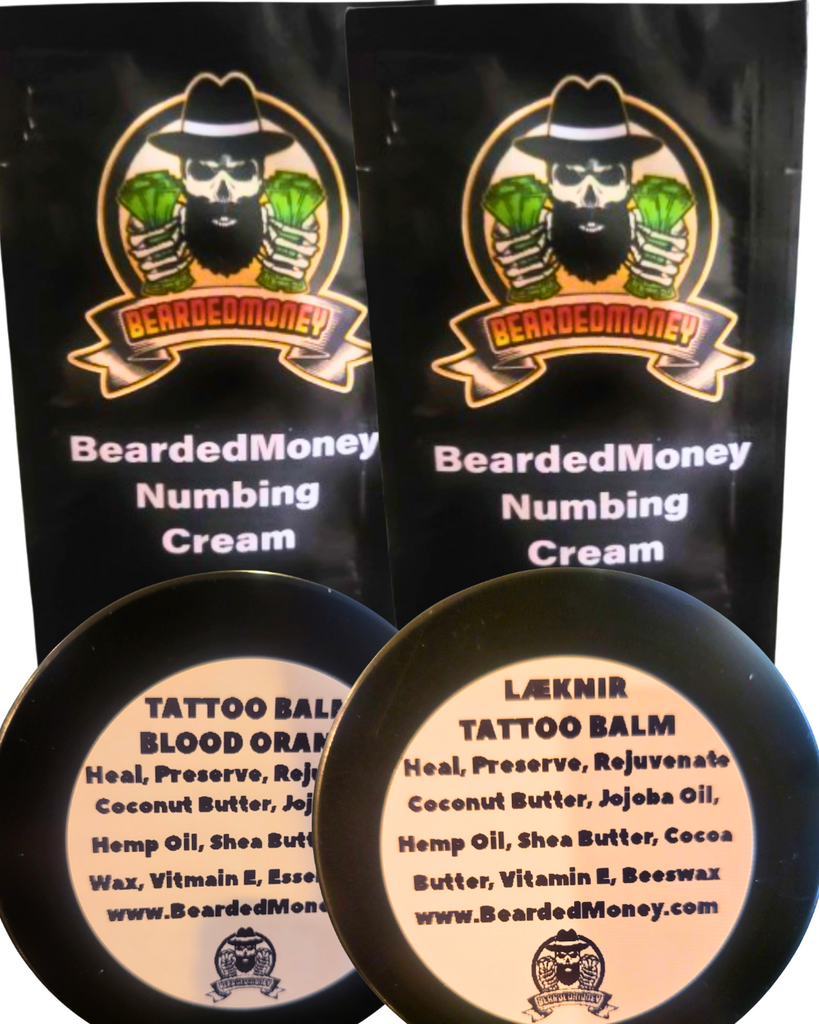 BEARDEDMONEY
BeardedMoney
Numbing
Cream
BEARDEDMONEY
BeardedMoney
Numbing
Cream
TATTOO BAL
BLOOD ORAN
Heal, Preserve, Reju
Coconut Butter, Joj
Hemp Oil, Shea Butt
Wax, Vitmain E, Esse
www.BeardedMone
BEARDEDMONEY
LÆKNIR
TATTOO BALM
Heal, Preserve, Rejuvenate
Coconut Butter, Jojoba Oil,
Hemp Oil, Shea Butter, Cocoa
Butter, Vitamin E, Beeswax
www.BeardedMoney.com
BEARDEDMONEY